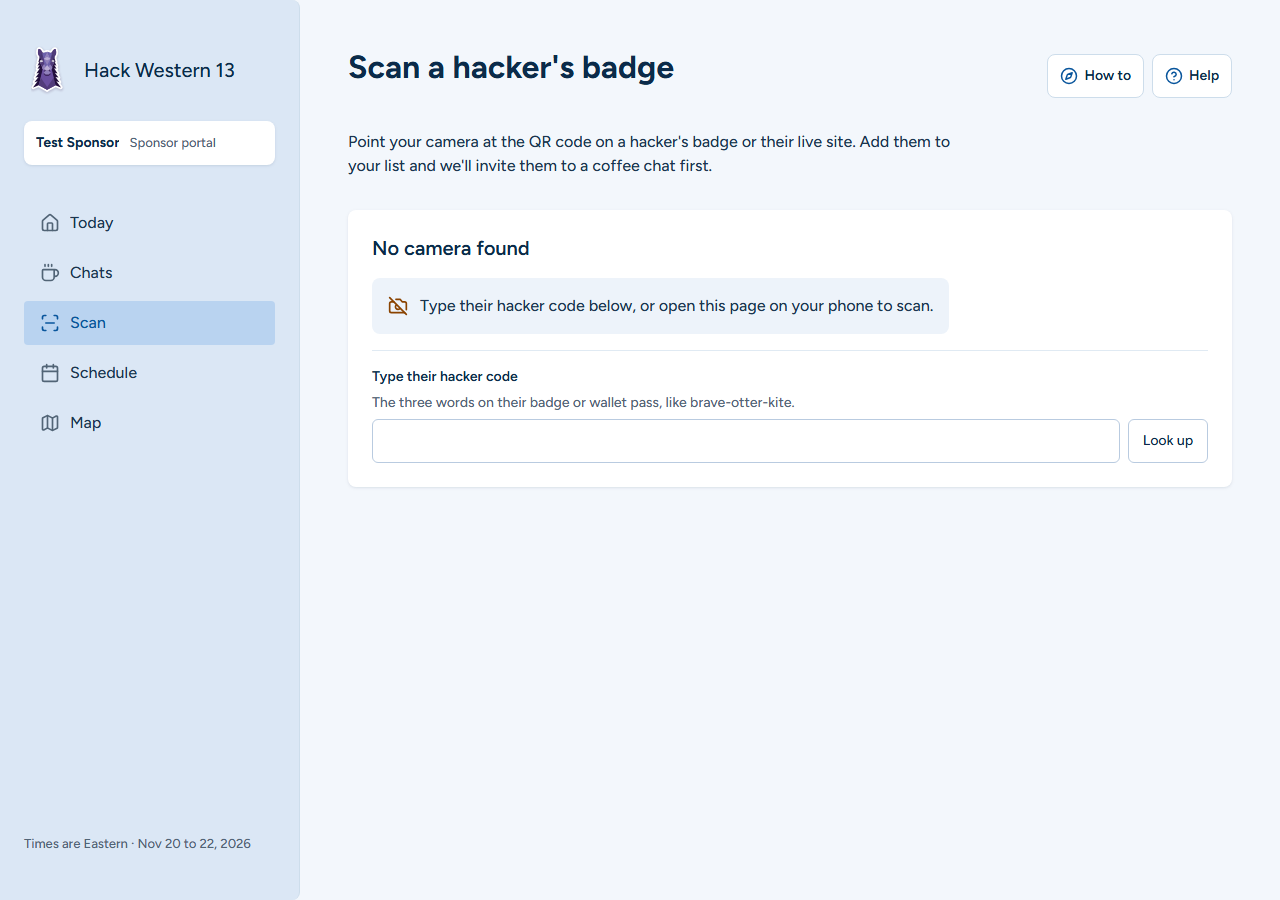 Hack Western 13
Test Sponsor Sponsor portal
Today
Chats
Scan
Schedule
Map
Times are Eastern · Nov 20 to 22, 2026
Scan a hacker's badge
How to
Help
Point your camera at the QR code on a hacker's badge or their live site. Add them to
your list and we'll invite them to a coffee chat first.
No camera found
Type their hacker code below, or open this page on your phone to scan.
Type their hacker code
The three words on their badge or wallet pass, like brave-otter-kite.
Look up